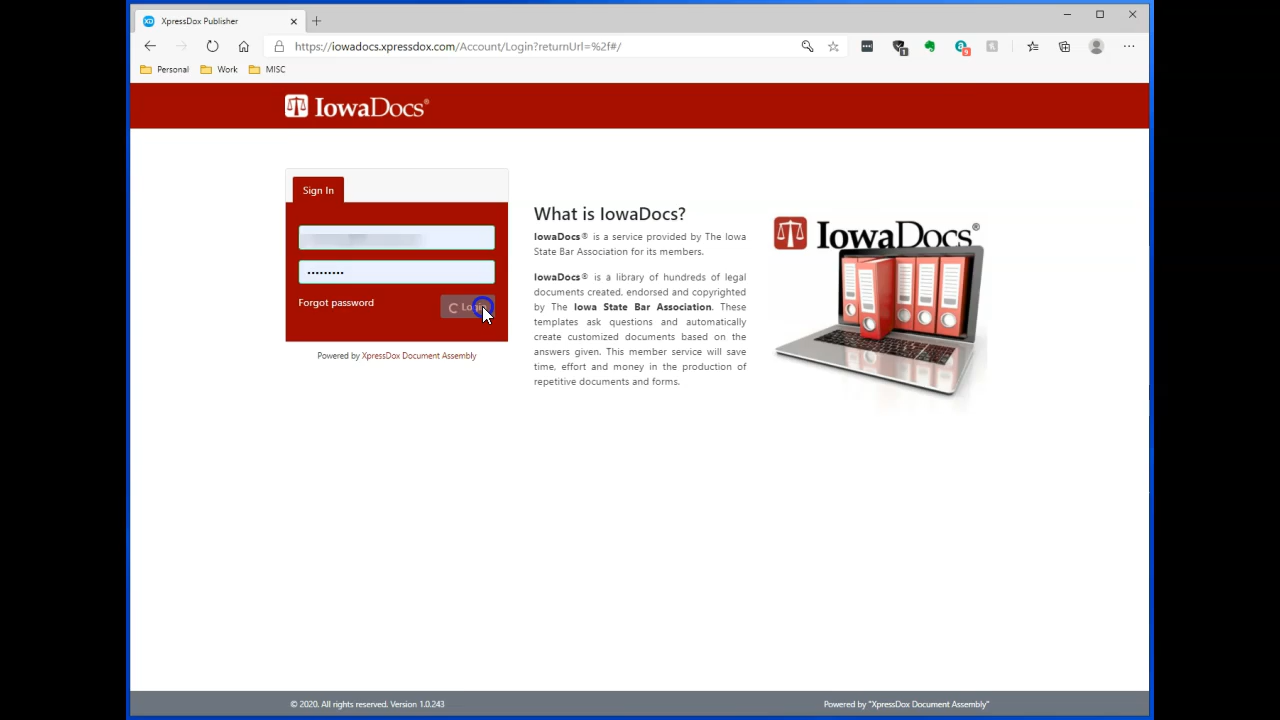 XpressDox Publisher
https://iowadocs.xpressdox.com/Account/Login?returnUrl=%2f#/
1
9
Personal
Work
MISC
IowaDocs®
Sign In
Forgot password
Login
Powered by XpressDox Document Assembly
What is IowaDocs?
IowaDocs® is a service provided by The Iowa
State Bar Association for its members.
IowaDocs® is a library of hundreds of legal
documents created, endorsed and copyrighted
by The Iowa State Bar Association. These
templates ask questions and automatically
create customized documents based on the
answers given. This member service will save
time, effort and money in the production of
repetitive documents and forms.
IowaDocs®
© 2020. All rights reserved. Version 1.0.243
Powered by "XpressDox Document Assembly"